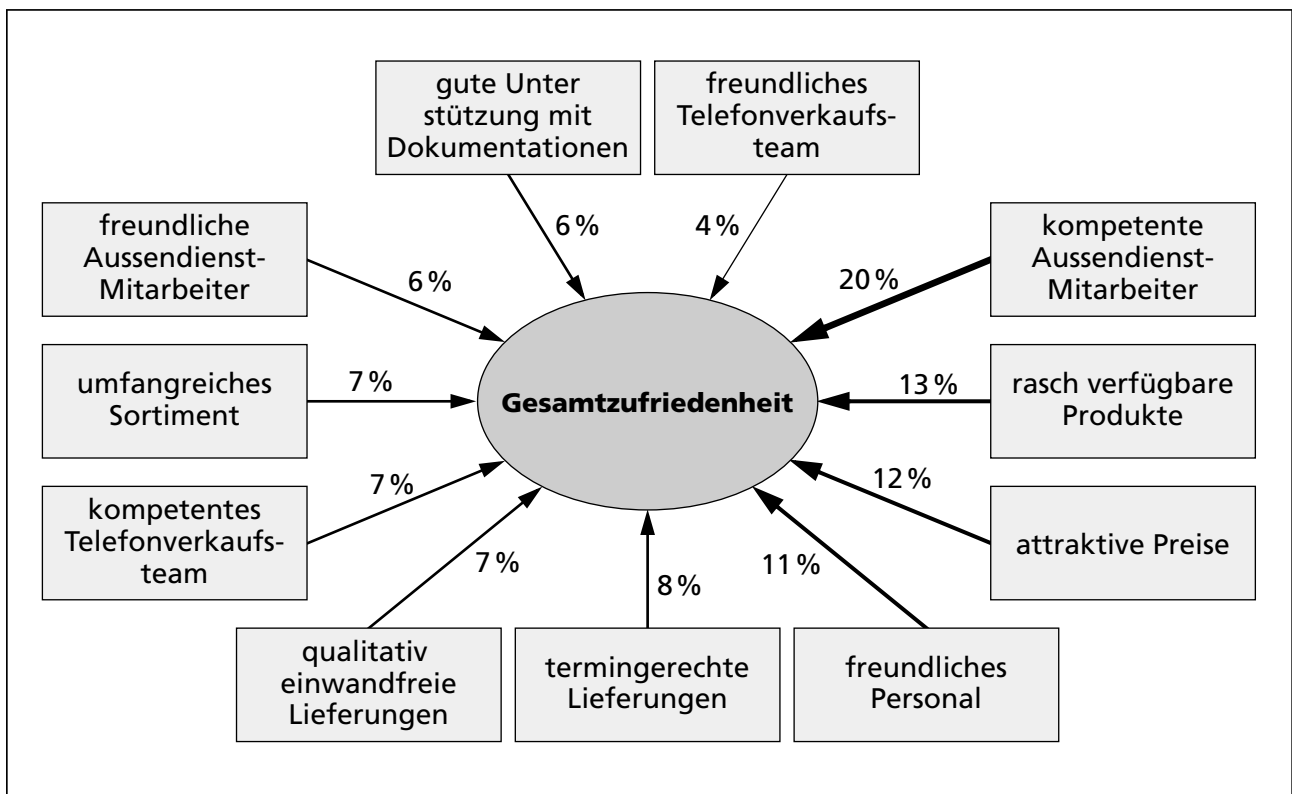 gute Unter
stützung mit
Dokumentationen
freundliches
Telefonverkaufs-
team
freundliche
Aussendienst-
Mitarbeiter
6 %
6 %
4 %
20 %
kompetente
Aussendienst-
Mitarbeiter
umfangreiches
Sortiment
7 %
Gesamtzufriedenheit
13 %
rasch verfügbare
Produkte
kompetentes
Telefonverkaufs-
team
7 %
12 %
attraktive Preise
7 %
8 %
11 %
qualitativ
einwandfreie
Lieferungen
termingerechte
Lieferungen
freundliches
Personal